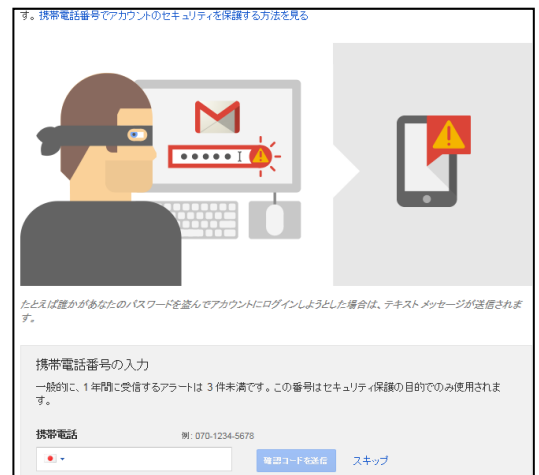 す。携帯電話番号でアカウントのセキュリティを保護する方法を見る
たとえば誰かがあなたのパスワードを盗んでアカウントにログインしようとした場合は、テキスト メッセージが送信されま
す。
携帯電話番号の入力
一般的に、1 年間に受信するアラートは 3 件未満です。この番号はセキュリティ保護の目的でのみ使用されま
す。
携帯電話 例: 070-1234-5678
確認コードを送信 スキップ